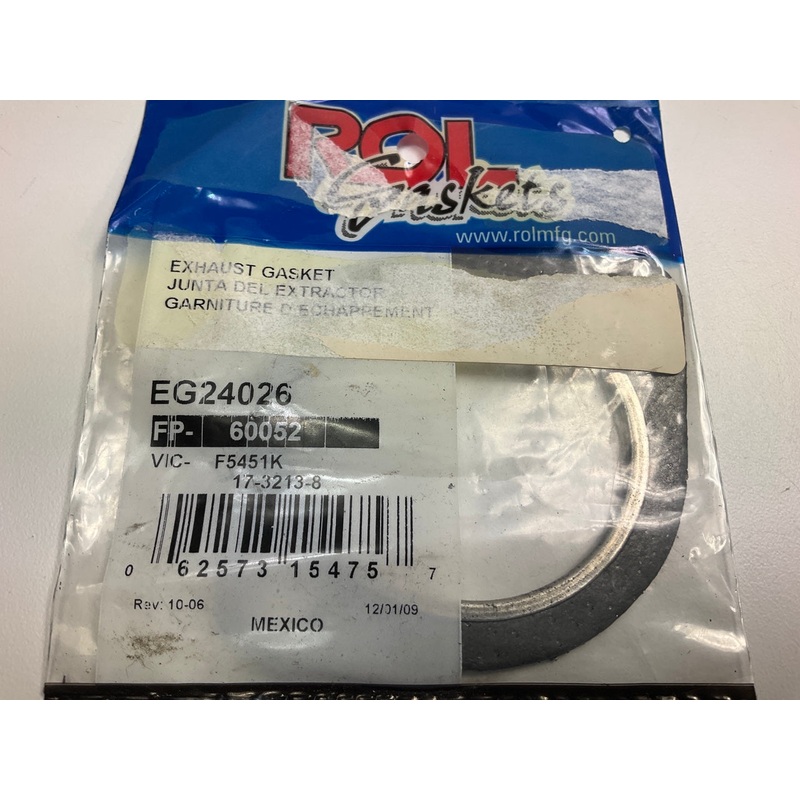 ROL
Gaskets
www.rolmfg.com
EXHAUST GASKET
JUNTA DEL EXTRACTOR
GARNITURE D'ECHAPPEMENT
EG24026
FP- 60052
VIC- F5451K
17-3213-8
0 62573 15475 7
Rev: 10-06 12/01/09
MEXICO